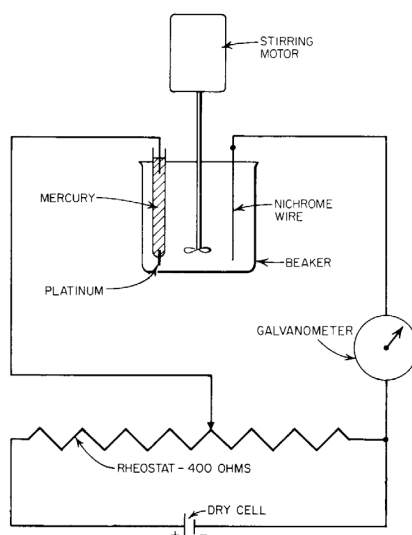 STIRRING
MOTOR
MERCURY
NICHROME
WIRE
BEAKER
PLATINUM
GALVANOMETER
RHEOSTAT - 400 OHMS
DRY CELL
+ -